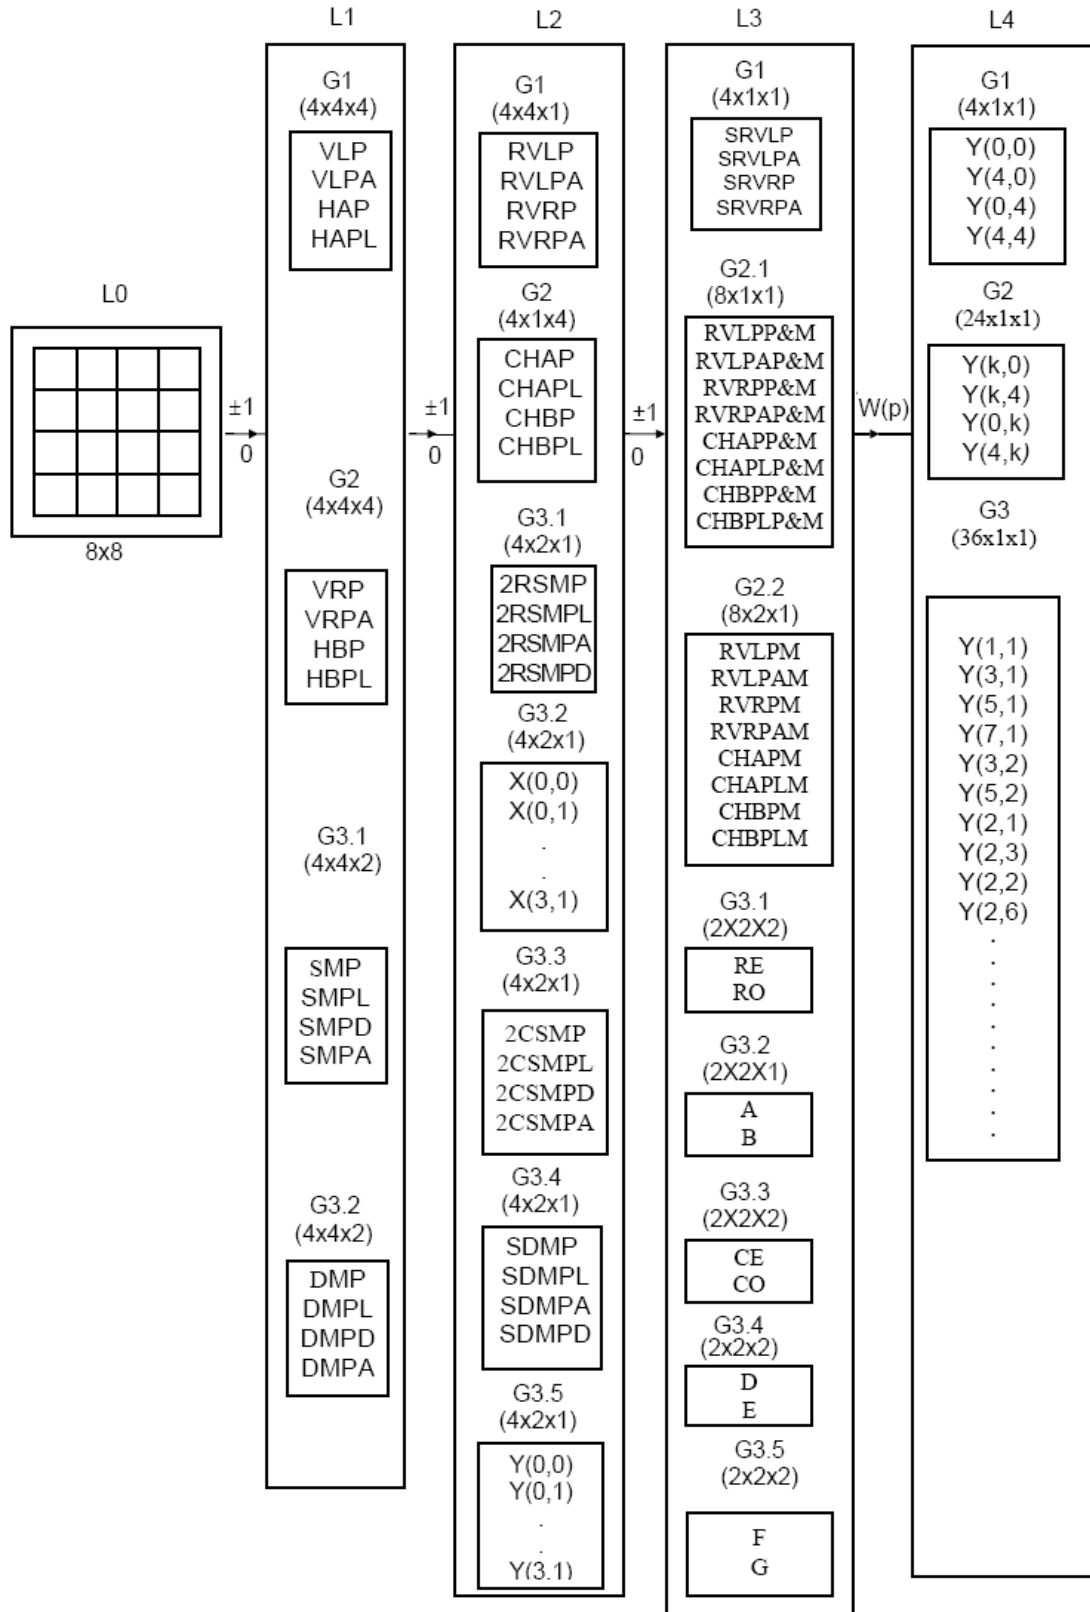 L0
8x8
±1
0
L1
G1
(4x4x4)
VLP
VLPA
HAP
HAPL
G2
(4x4x4)
VRP
VRPA
HBP
HBPL
G3.1
(4x4x2)
SMP
SMPL
SMPD
SMPA
G3.2
(4x4x2)
DMP
DMPL
DMPD
DMPA
±1
0
L2
G1
(4x4x1)
RVLP
RVLPA
RVRP
RVRPA
G2
(4x1x4)
CHAP
CHAPL
CHBP
CHBPL
G3.1
(4x2x1)
2RSMP
2RSMPL
2RSMPA
2RSMPD
G3.2
(4x2x1)
X(0,0)
X(0,1)
.
.
X(3,1)
G3.3
(4x2x1)
2CSMP
2CSMPL
2CSMPD
2CSMPA
G3.4
(4x2x1)
SDMP
SDMPL
SDMPA
SDMPD
G3.5
(4x2x1)
Y(0,0)
Y(0,1)
.
.
Y(3.1)
±1
0
L3
G1
(4x1x1)
SRVLP
SRVLPA
SRVRP
SRVRPA
G2.1
(8x1x1)
RVLPP&M
RVLPAP&M
RVRPP&M
RVRPAP&M
CHAPP&M
CHAPLP&M
CHBPP&M
CHBPLP&M
G2.2
(8x2x1)
RVLPM
RVLPAM
RVRPM
RVRPAM
CHAPM
CHAPLM
CHBPM
CHBPLM
G3.1
(2X2X2)
RE
RO
G3.2
(2X2X1)
A
B
G3.3
(2X2X2)
CE
CO
G3.4
(2x2x2)
D
E
G3.5
(2x2x2)
F
G
W(p)
L4
G1
(4x1x1)
Y(0,0)
Y(4,0)
Y(0,4)
Y(4,4)
G2
(24x1x1)
Y(k,0)
Y(k,4)
Y(0,k)
Y(4,k)
G3
(36x1x1)
Y(1,1)
Y(3,1)
Y(5,1)
Y(7,1)
Y(3,2)
Y(5,2)
Y(2,1)
Y(2,3)
Y(2,2)
Y(2,6)
.
.
.
.
.
.
.
.
.
.